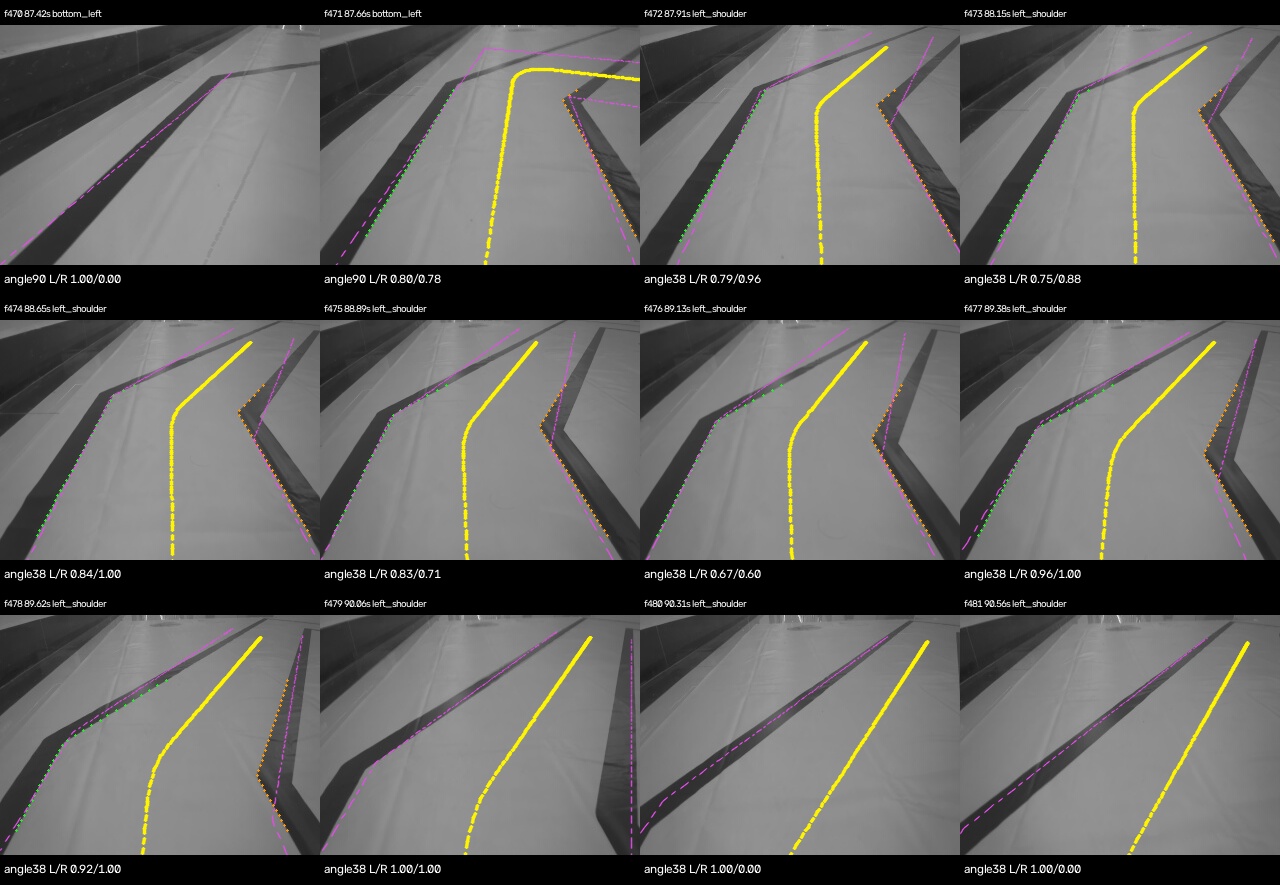 f470 87.42s bottom_left
f471 87.66s bottom_left
f472 87.91s left_shoulder
f473 88.15s left_shoulder
angle90 L/R 1.00/0.00
angle90 L/R 0.80/0.78
angle38 L/R 0.79/0.96
angle38 L/R 0.75/0.88
f474 88.65s left_shoulder
f475 88.89s left_shoulder
f476 89.13s left_shoulder
f477 89.38s left_shoulder
angle38 L/R 0.84/1.00
angle38 L/R 0.83/0.71
angle38 L/R 0.67/0.60
angle38 L/R 0.96/1.00
f478 89.62s left_shoulder
f479 90.06s left_shoulder
f480 90.31s left_shoulder
f481 90.56s left_shoulder
angle38 L/R 0.92/1.00
angle38 L/R 1.00/1.00
angle38 L/R 1.00/0.00
angle38 L/R 1.00/0.00